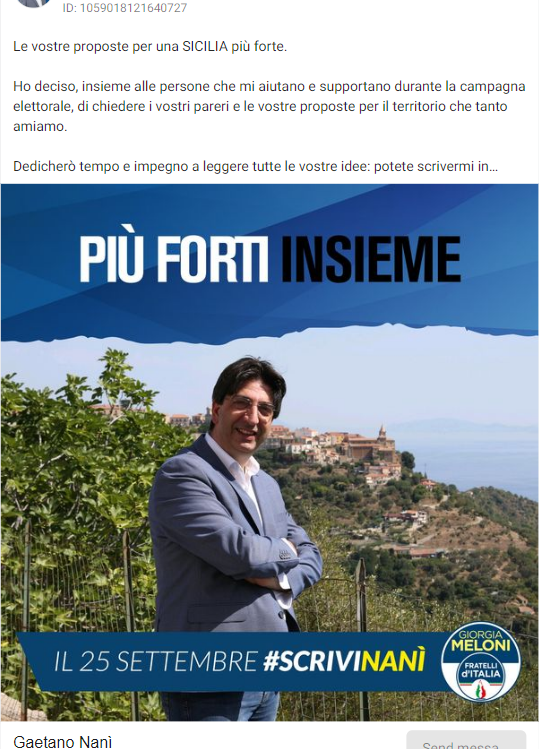 ID: 1059018121640727
Le vostre proposte per una SICILIA più forte.
Ho deciso, insieme alle persone che mi aiutano e supportano durante la campagna
elettorale, di chiedere i vostri pareri e le vostre proposte per il territorio che tanto
amiamo.
Dedicherò tempo e impegno a leggere tutte le vostre idee: potete scrivermi in...
PIÙ FORTI INSIEME
IL 25 SETTEMBRE #SCRIVINANÌ
GIORGIA
MELONI
FRATELLI
d'ITALIA
Gaetano Nanì
Send messa...